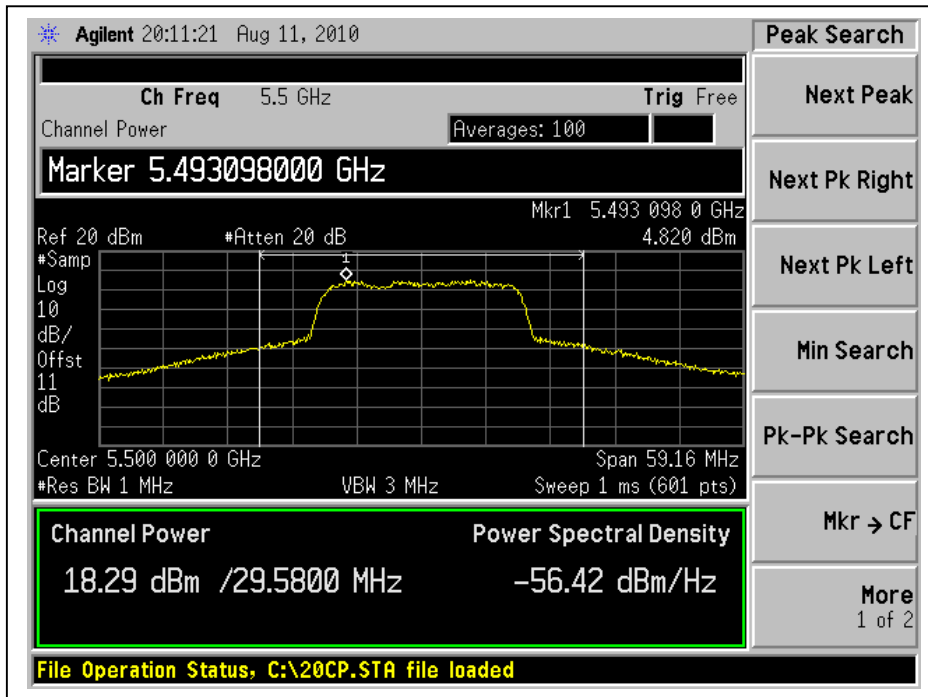 Agilent 20:11:21 Aug 11, 2010
Peak Search
Ch Freq 5.5 GHz Trig Free
Channel Power Averages: 100
Marker 5.493098000 GHz
Mkr1 5.493 098 0 GHz
Ref 20 dBm #Atten 20 dB 4.820 dBm
#Samp
Log
10
dB/
Offst
11
dB
1
Center 5.500 000 0 GHz Span 59.16 MHz
#Res BW 1 MHz VBW 3 MHz Sweep 1 ms (601 pts)
Channel Power Power Spectral Density
18.29 dBm /29.5800 MHz -56.42 dBm/Hz
File Operation Status, C:\20CP.STA file loaded
Next Peak
Next Pk Right
Next Pk Left
Min Search
Pk-Pk Search
Mkr → CF
More
1 of 2